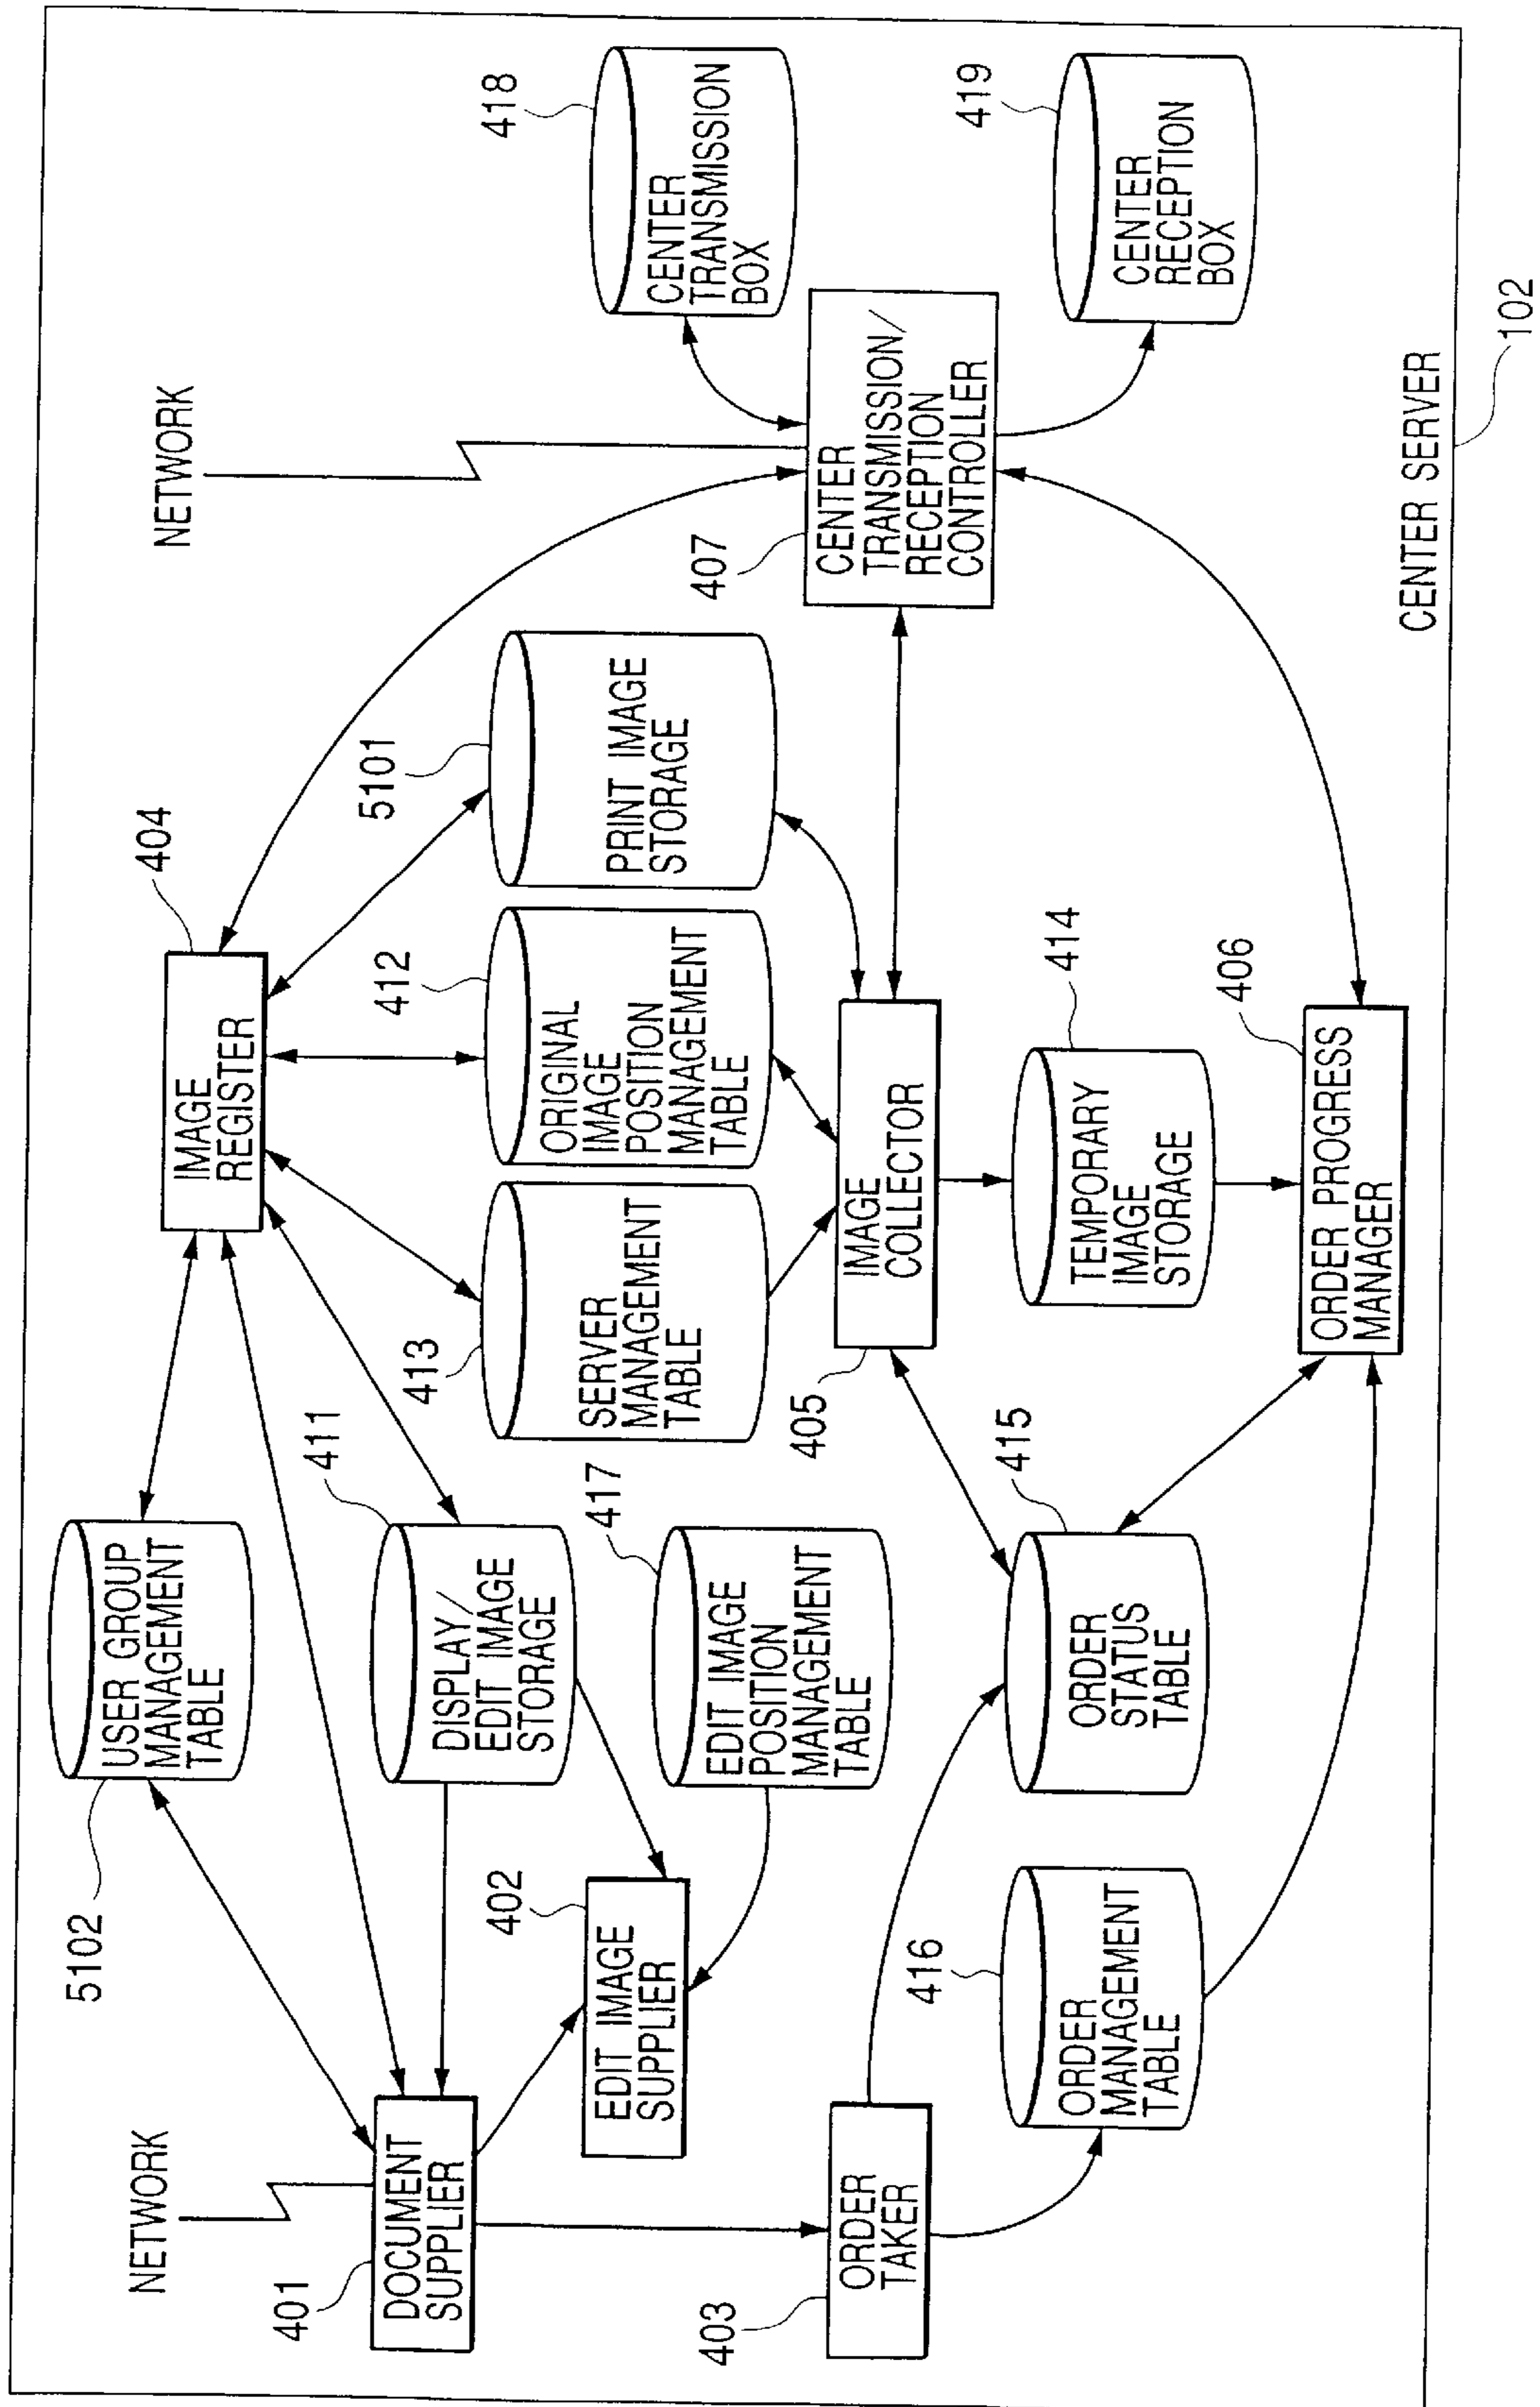 NETWORK
401
DOCUMENT
SUPPLIER
5102
USER GROUP
MANAGEMENT
TABLE
404
IMAGE
REGISTER
NETWORK
411
DISPLAY/
EDIT IMAGE
STORAGE
402
EDIT IMAGE
SUPPLIER
417
EDIT IMAGE
POSITION
MANAGEMENT
TABLE
413
SERVER
MANAGEMENT
TABLE
412
ORIGINAL
IMAGE
POSITION
MANAGEMENT
TABLE
5101
PRINT IMAGE
STORAGE
418
CENTER
TRANSMISSION
BOX
407
CENTER
TRANSMISSION/
RECEPTION
CONTROLLER
419
CENTER
RECEPTION
BOX
403
ORDER
TAKER
416
ORDER
MANAGEMENT
TABLE
415
ORDER
STATUS
TABLE
405
IMAGE
COLLECTOR
414
TEMPORARY
IMAGE
STORAGE
406
ORDER PROGRESS
MANAGER
CENTER SERVER
102